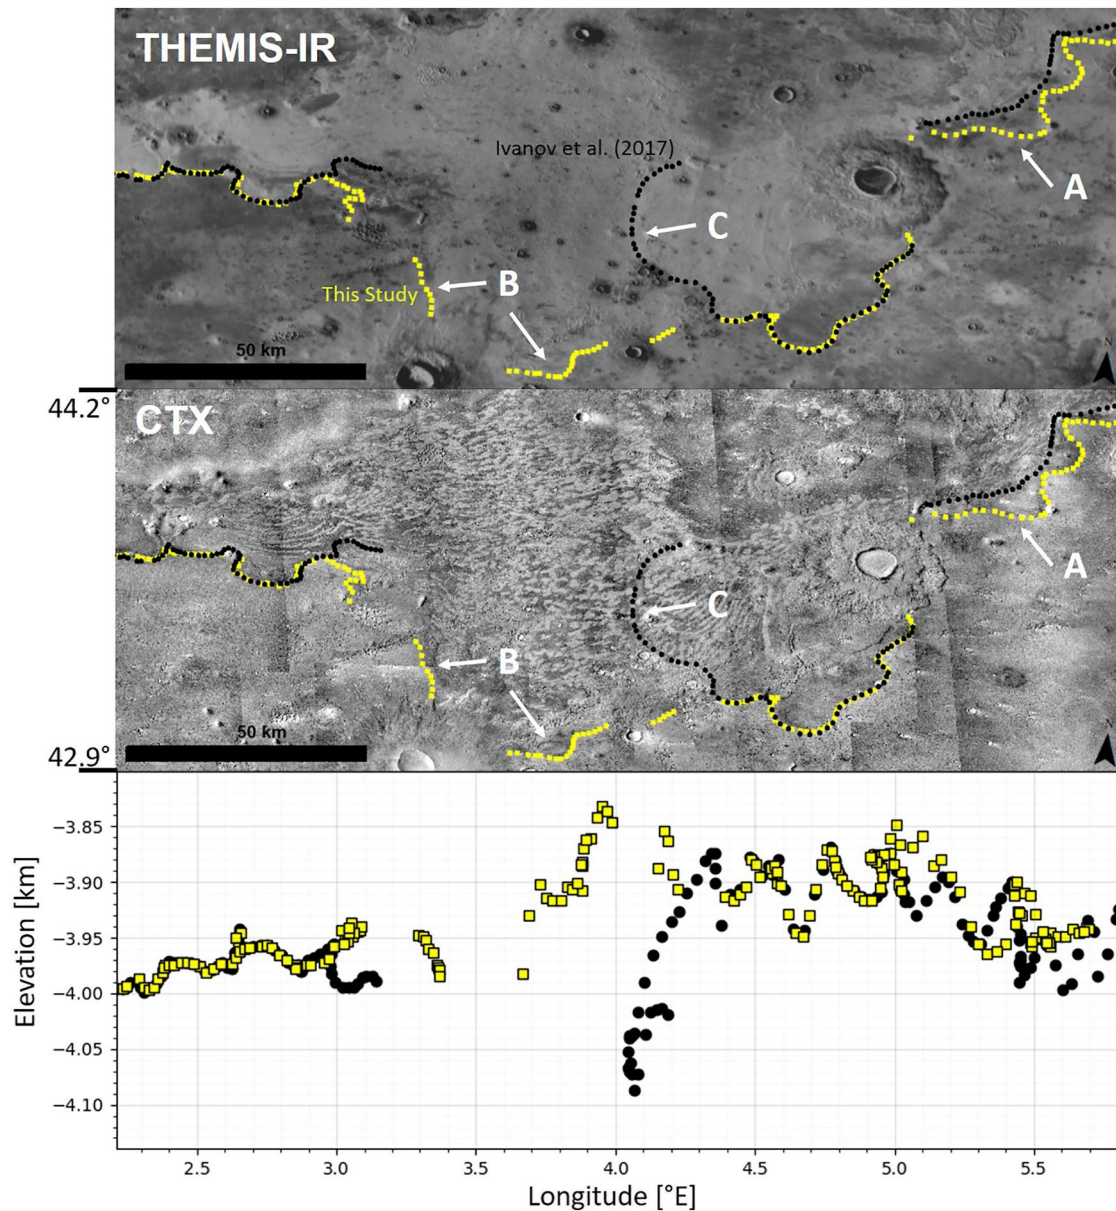 THEMIS-IR
Ivanov et al. (2017)
A
C
B
This Study
50 km
N
44.2°
CTX
A
C
B
50 km
42.9°
−3.85
−3.90
−3.95
−4.00
−4.05
−4.10
Elevation [km]
2.5 3.0 3.5 4.0 4.5 5.0 5.5
Longitude [°E]